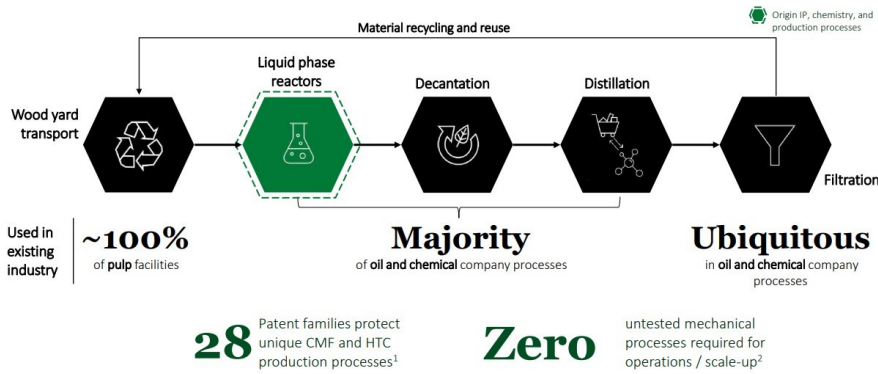 Origin IP, chemistry, and
production processes
Material recycling and reuse
Wood yard
transport
Liquid phase
reactors
Decantation
Distillation
Filtration
Used in
existing
industry
~100%
of pulp facilities
Majority
of oil and chemical company processes
Ubiquitous
in oil and chemical company
processes
28
Patent families protect
unique CMF and HTC
production processes1
Zero
untested mechanical
processes required for
operations / scale-up2